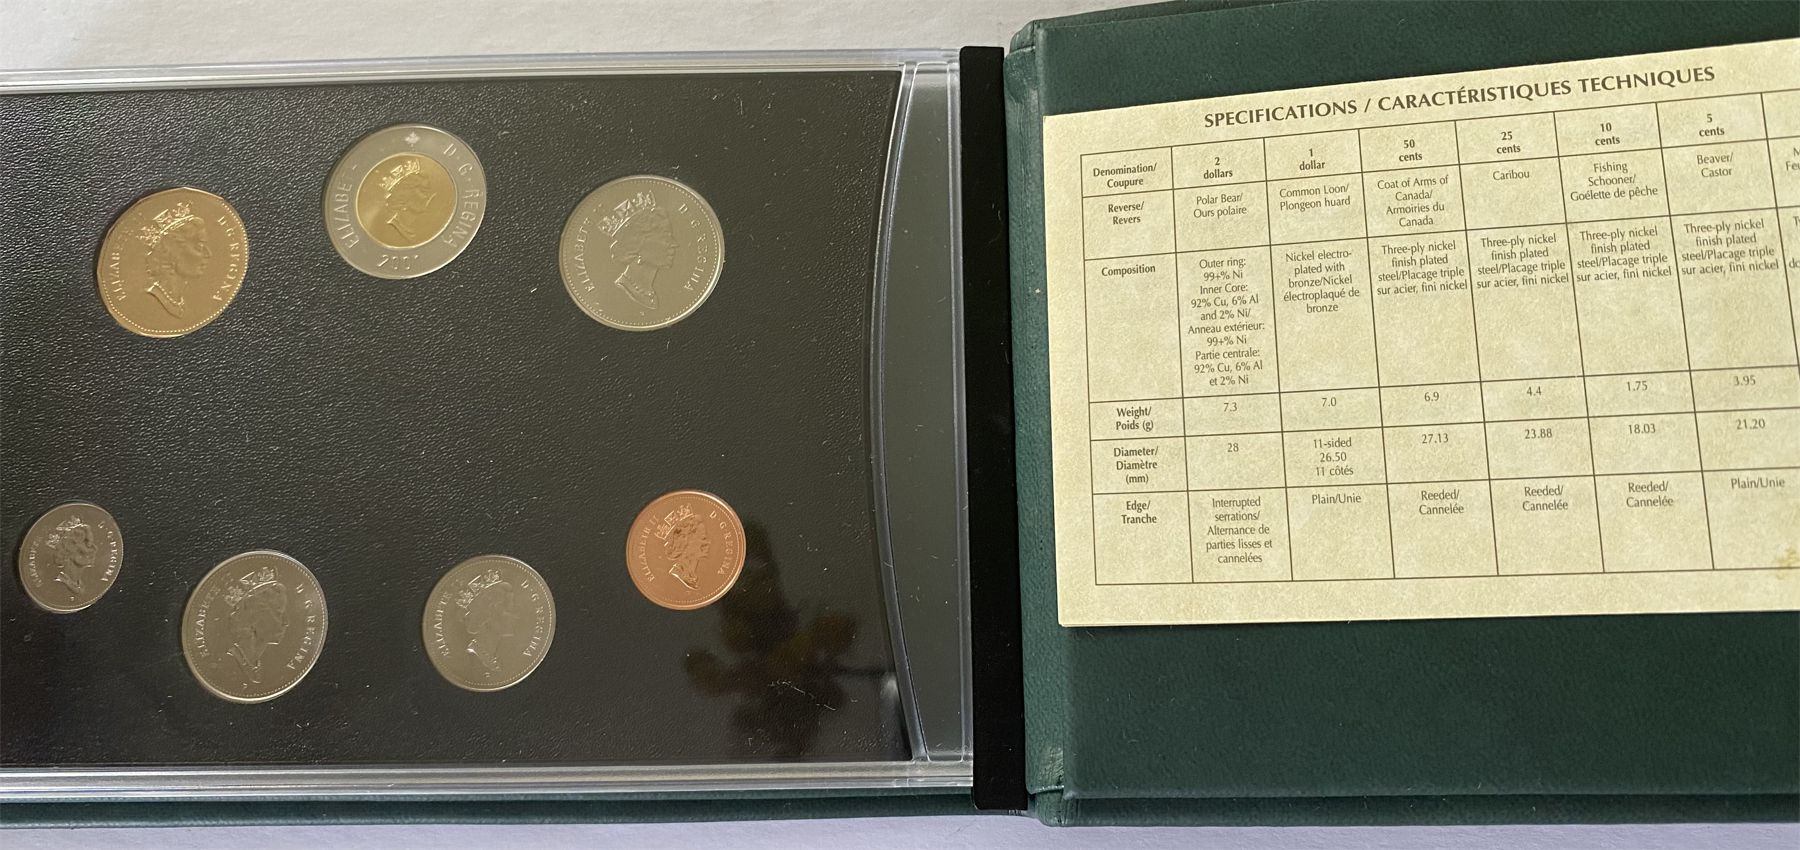 ELIZABETH D·G·REGINA
2001
ELIZABETH II D·G·REGINA
ELIZABETH II D·G·REGINA
ELIZABETH II D·G·REGINA
ELIZABETH II D·G·REGINA
ELIZABETH II D·G·REGINA
ELIZABETH II D·G·REGINA
P
P
P
P
SPECIFICATIONS / CARACTÉRISTIQUES TECHNIQUES
Denomination/
Coupure
2
dollars
1
dollar
50
cents
25
cents
10
cents
5
cents
Reverse/
Revers
Polar Bear/
Ours polaire
Common Loon/
Plongeon huard
Coat of Arms of
Canada/
Armoiries du
Canada
Caribou
Fishing
Schooner/
Goélette de pêche
Beaver/
Castor
Composition
Outer ring:
99+% Ni
Inner Core:
92% Cu, 6% Al
and 2% Ni/
Anneau extérieur:
99+% Ni
Partie centrale:
92% Cu, 6% Al
et 2% Ni
Nickel electro-
plated with
bronze/Nickel
électroplaqué de
bronze
Three-ply nickel
finish plated
steel/Placage triple
sur acier, fini nickel
Three-ply nickel
finish plated
steel/Placage triple
sur acier, fini nickel
Three-ply nickel
finish plated
steel/Placage triple
sur acier, fini nickel
Three-ply nickel
finish plated
steel/Placage triple
sur acier, fini nickel
Weight/
Poids (g)
7.3
7.0
6.9
4.4
1.75
3.95
Diameter/
Diamètre
(mm)
28
11-sided
26.50
11 côtés
27.13
23.88
18.03
21.20
Edge/
Tranche
Interrupted
serrations/
Alternance de
parties lisses et
cannelées
Plain/Unie
Reeded/
Cannelée
Reeded/
Cannelée
Reeded/
Cannelée
Plain/Unie